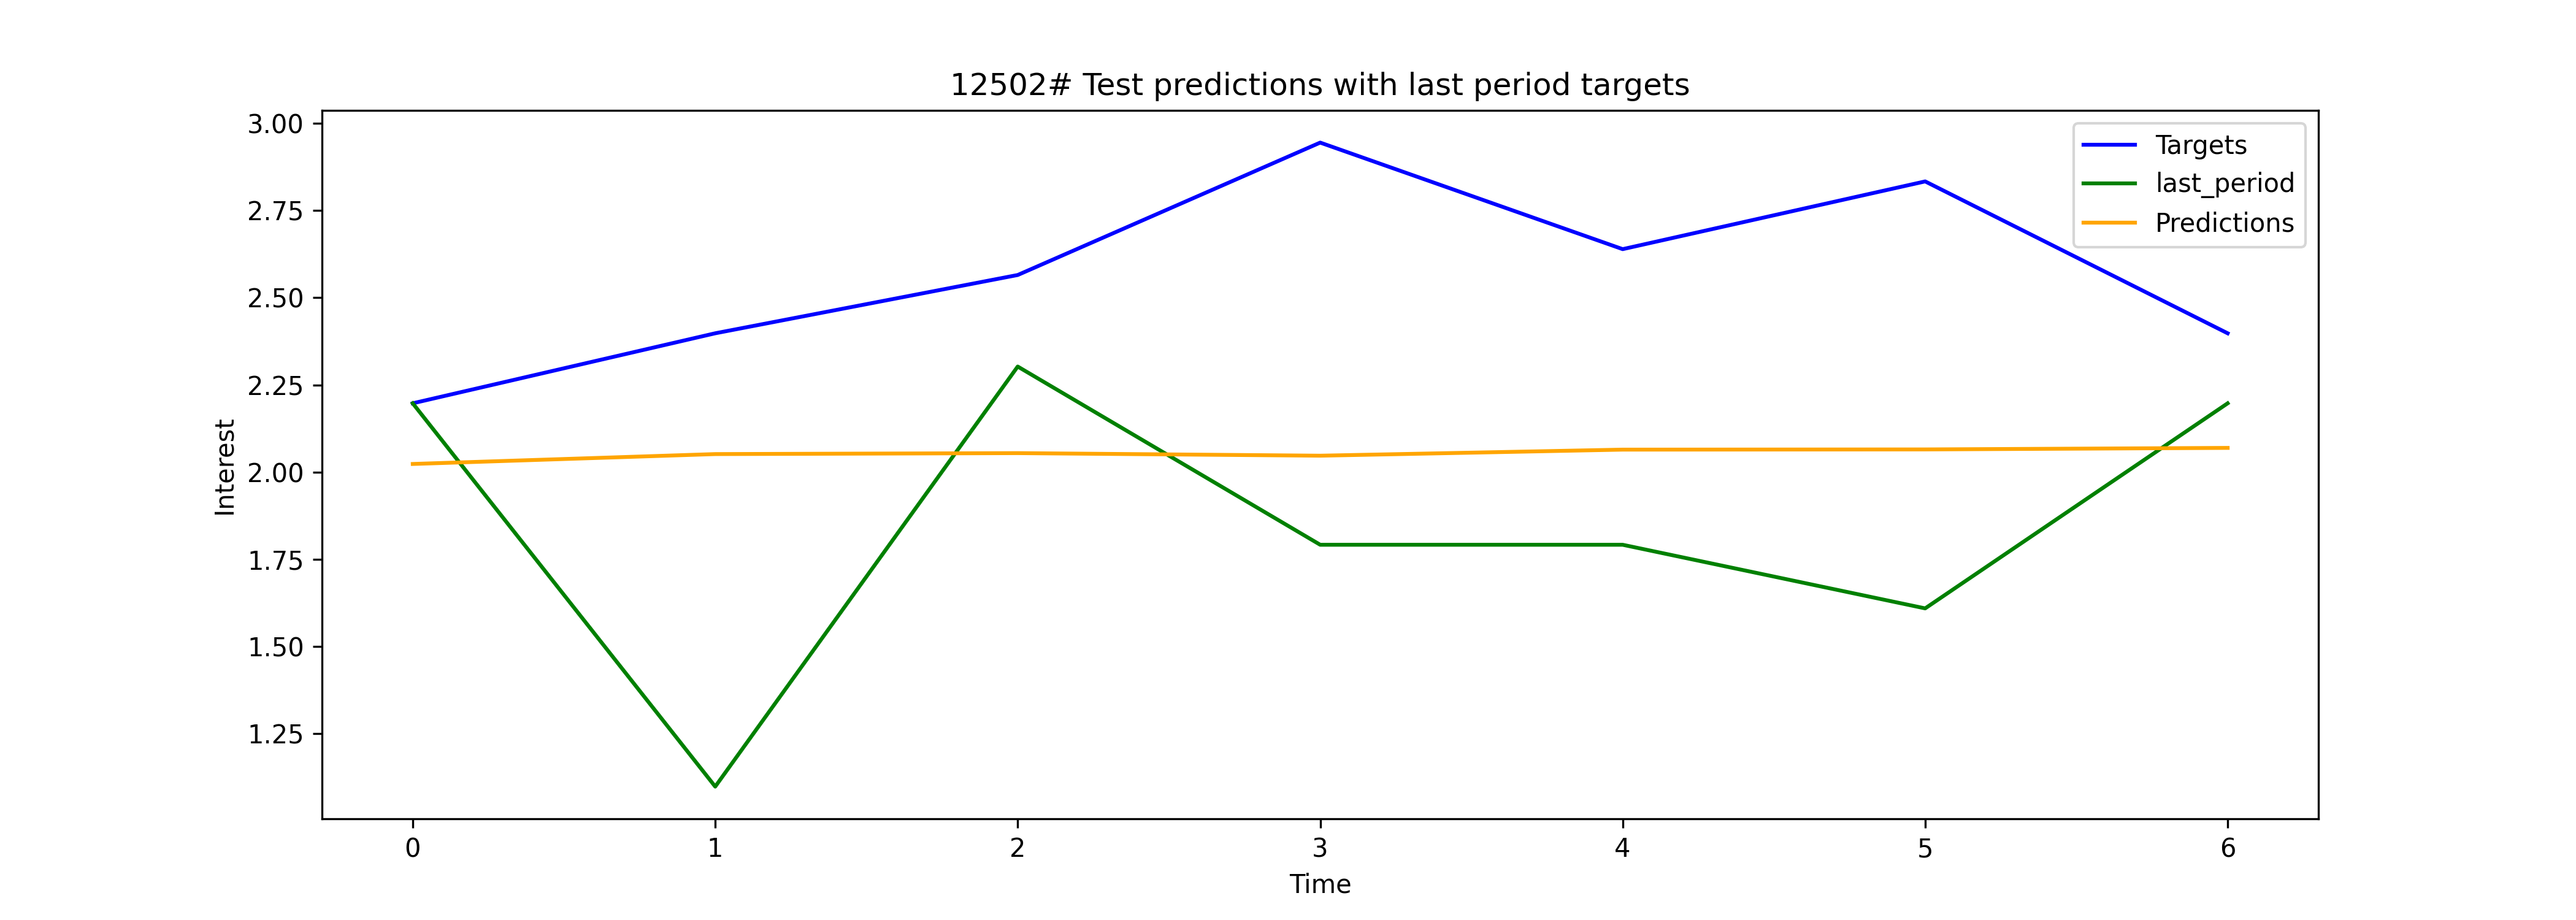 12502# Test predictions with last period targets
3.00
2.75
2.50
2.25
2.00
1.75
1.50
1.25
Interest
Targets
last_period
Predictions
0 1 2 3 4 5 6
Time